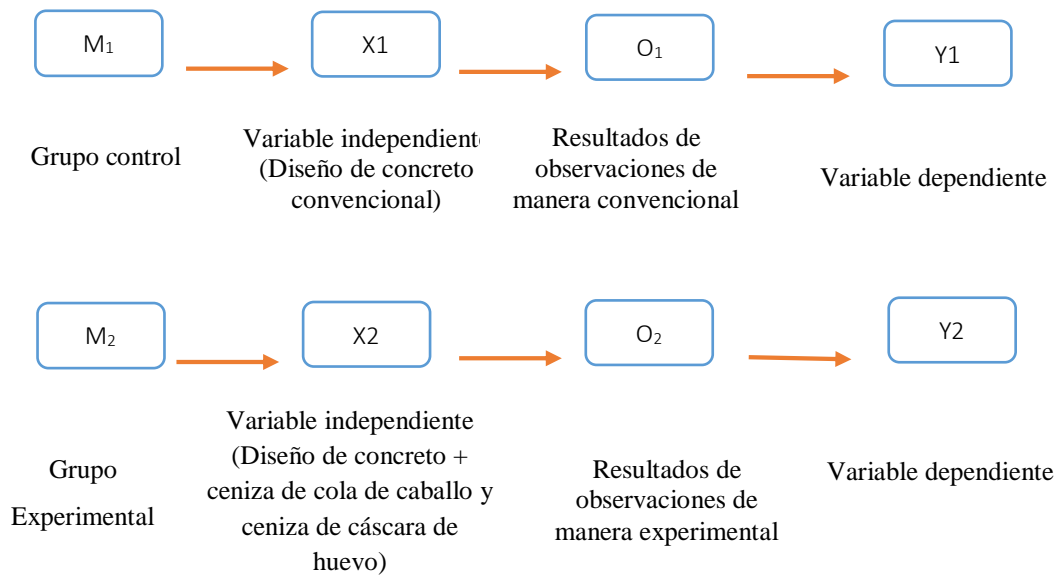 M₁
X1
O₁
Y1
Grupo control
Variable independiente
(Diseño de concreto
convencional)
Resultados de
observaciones de
manera convencional
Variable dependiente
M₂
X2
O₂
Y2
Grupo
Experimental
Variable independiente
(Diseño de concreto +
ceniza de cola de caballo y
ceniza de cáscara de
huevo)
Resultados de
observaciones de
manera experimental
Variable dependiente